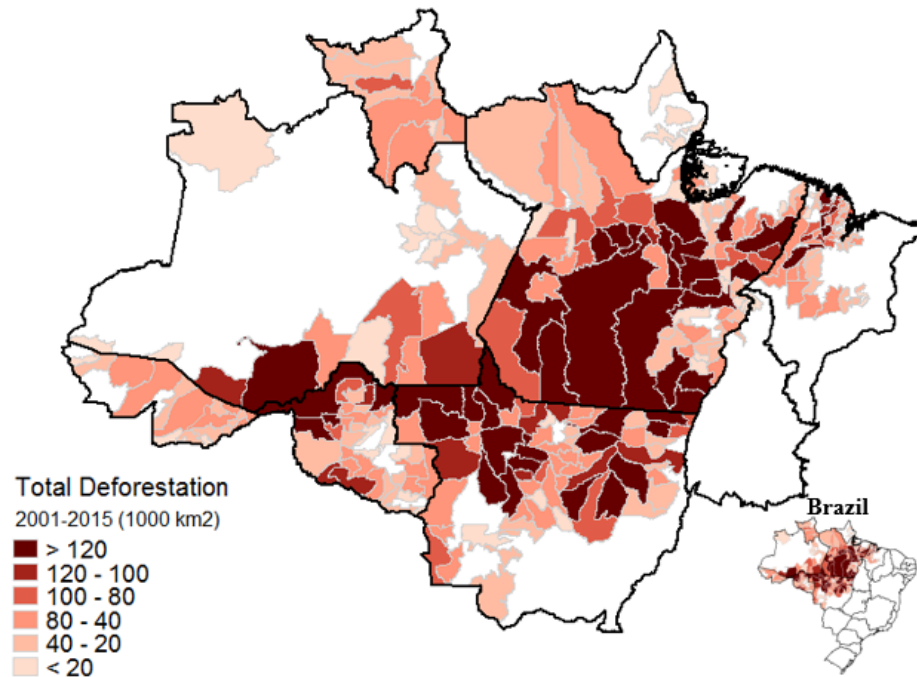 Total Deforestation
2001-2015 (1000 km2)
> 120
120 - 100
100 - 80
80 - 40
40 - 20
< 20
Brazil